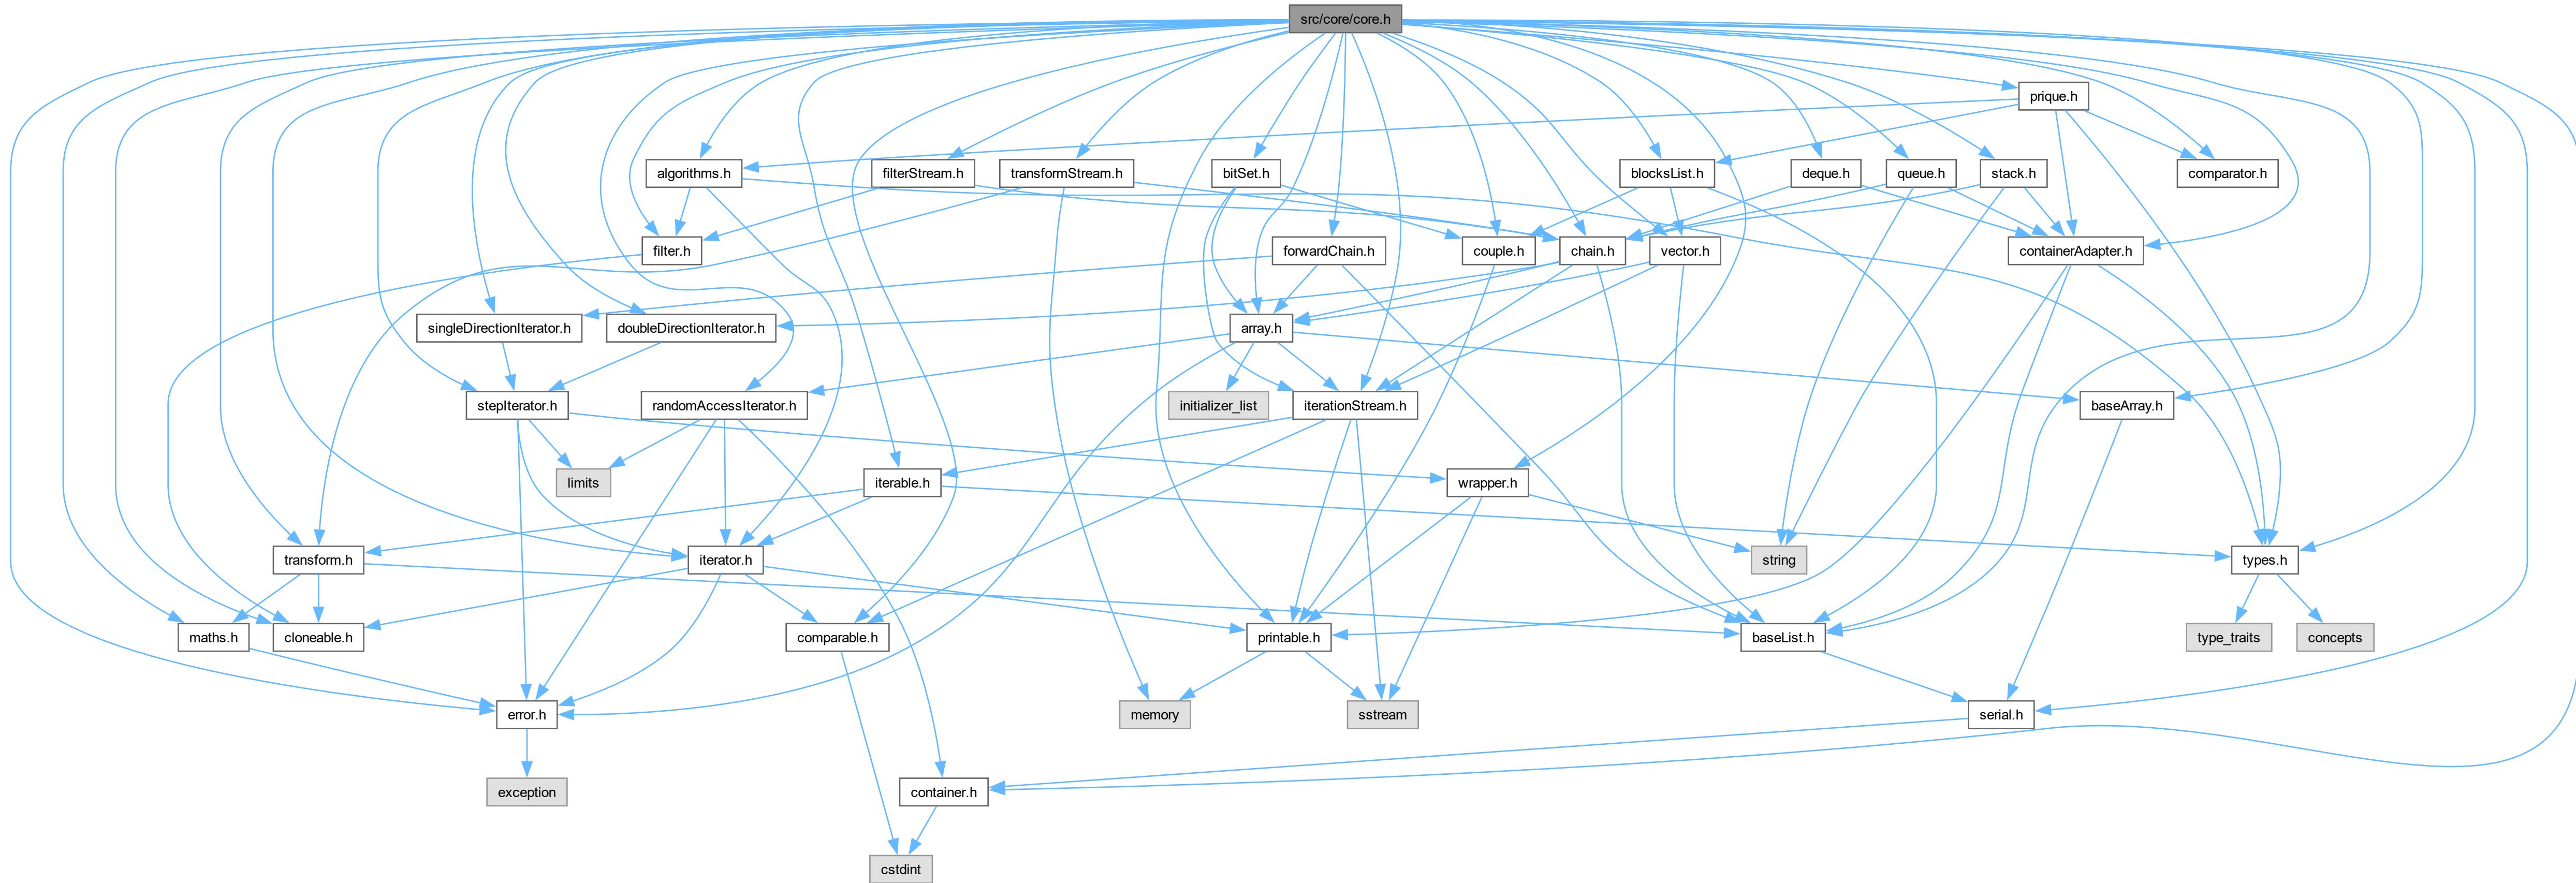 src/core/core.h
prique.h
algorithms.h
filterStream.h
transformStream.h
bitSet.h
blocksList.h
deque.h
queue.h
stack.h
comparator.h
filter.h
forwardChain.h
couple.h
chain.h
vector.h
containerAdapter.h
singleDirectionIterator.h
doubleDirectionIterator.h
array.h
stepIterator.h
randomAccessIterator.h
initializer_list
iterationStream.h
baseArray.h
limits
iterable.h
wrapper.h
transform.h
iterator.h
string
types.h
maths.h
cloneable.h
comparable.h
printable.h
baseList.h
type_traits
concepts
error.h
memory
sstream
serial.h
exception
container.h
cstdint